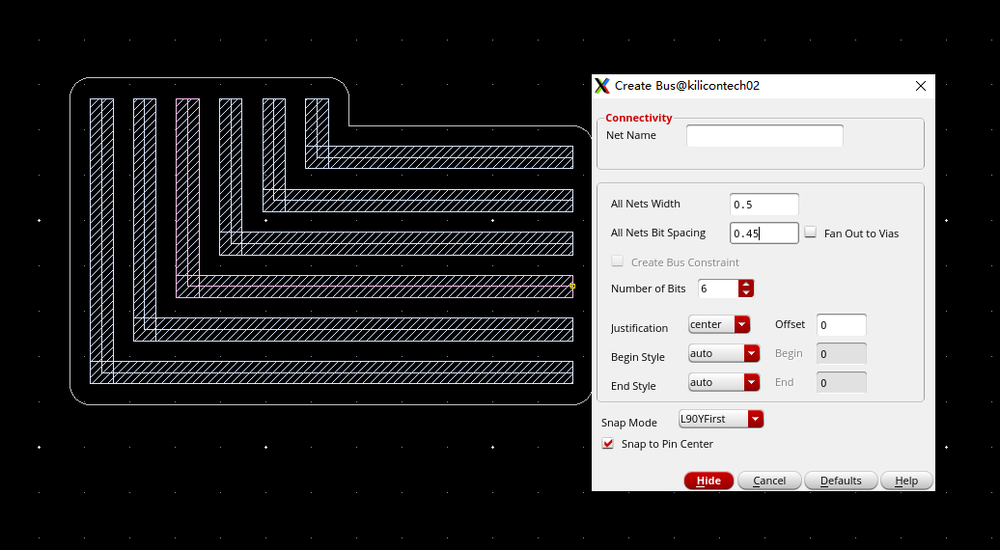 Create Bus@kilicontech02
Connectivity
Net Name
All Nets Width 0.5
All Nets Bit Spacing 0.45 Fan Out to Vias
Create Bus Constraint
Number of Bits 6
Justification center Offset 0
Begin Style auto Begin 0
End Style auto End 0
Snap Mode L90YFirst
Snap to Pin Center
Hide Cancel Defaults Help